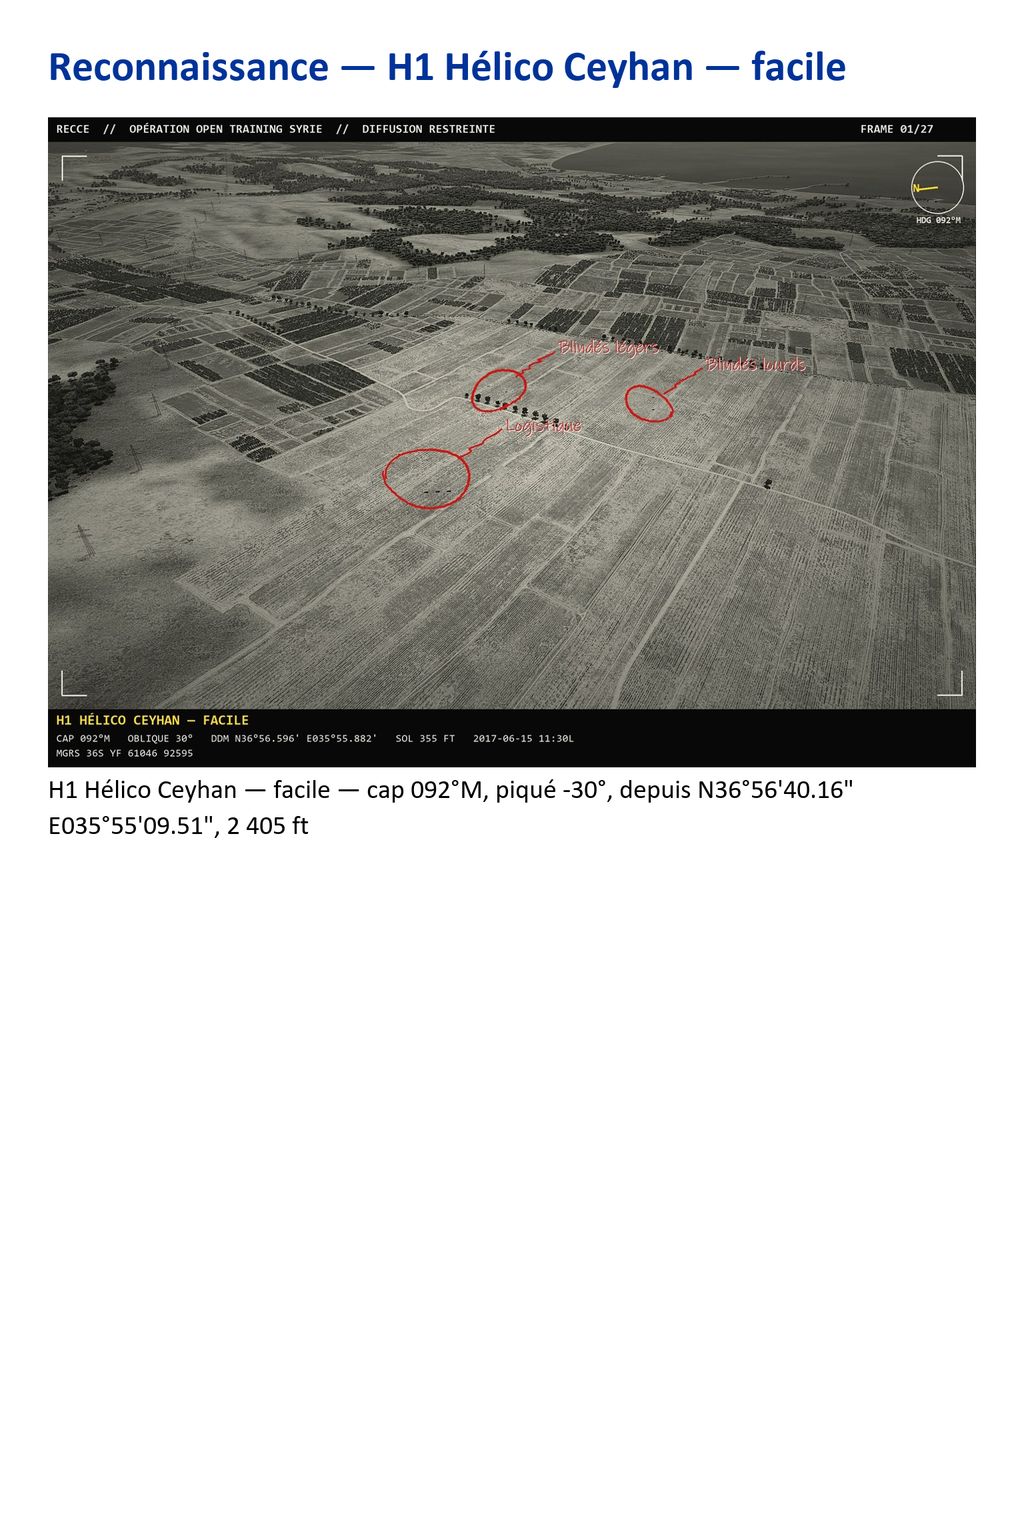 Reconnaissance — H1 Hélico Ceyhan — facile
RECCE // OPÉRATION OPEN TRAINING SYRIE // DIFFUSION RESTREINTE FRAME 01/27
N
HDG 092°M
Blindés légers
Blindés lourds
Logistique
H1 HÉLICO CEYHAN — FACILE
CAP 092°M OBLIQUE 30° DDM N36°56.596' E035°55.882' SOL 355 FT 2017-06-15 11:30L
MGRS 36S YF 61046 92595
H1 Hélico Ceyhan — facile — cap 092°M, piqué -30°, depuis N36°56'40.16"
E035°55'09.51", 2 405 ft